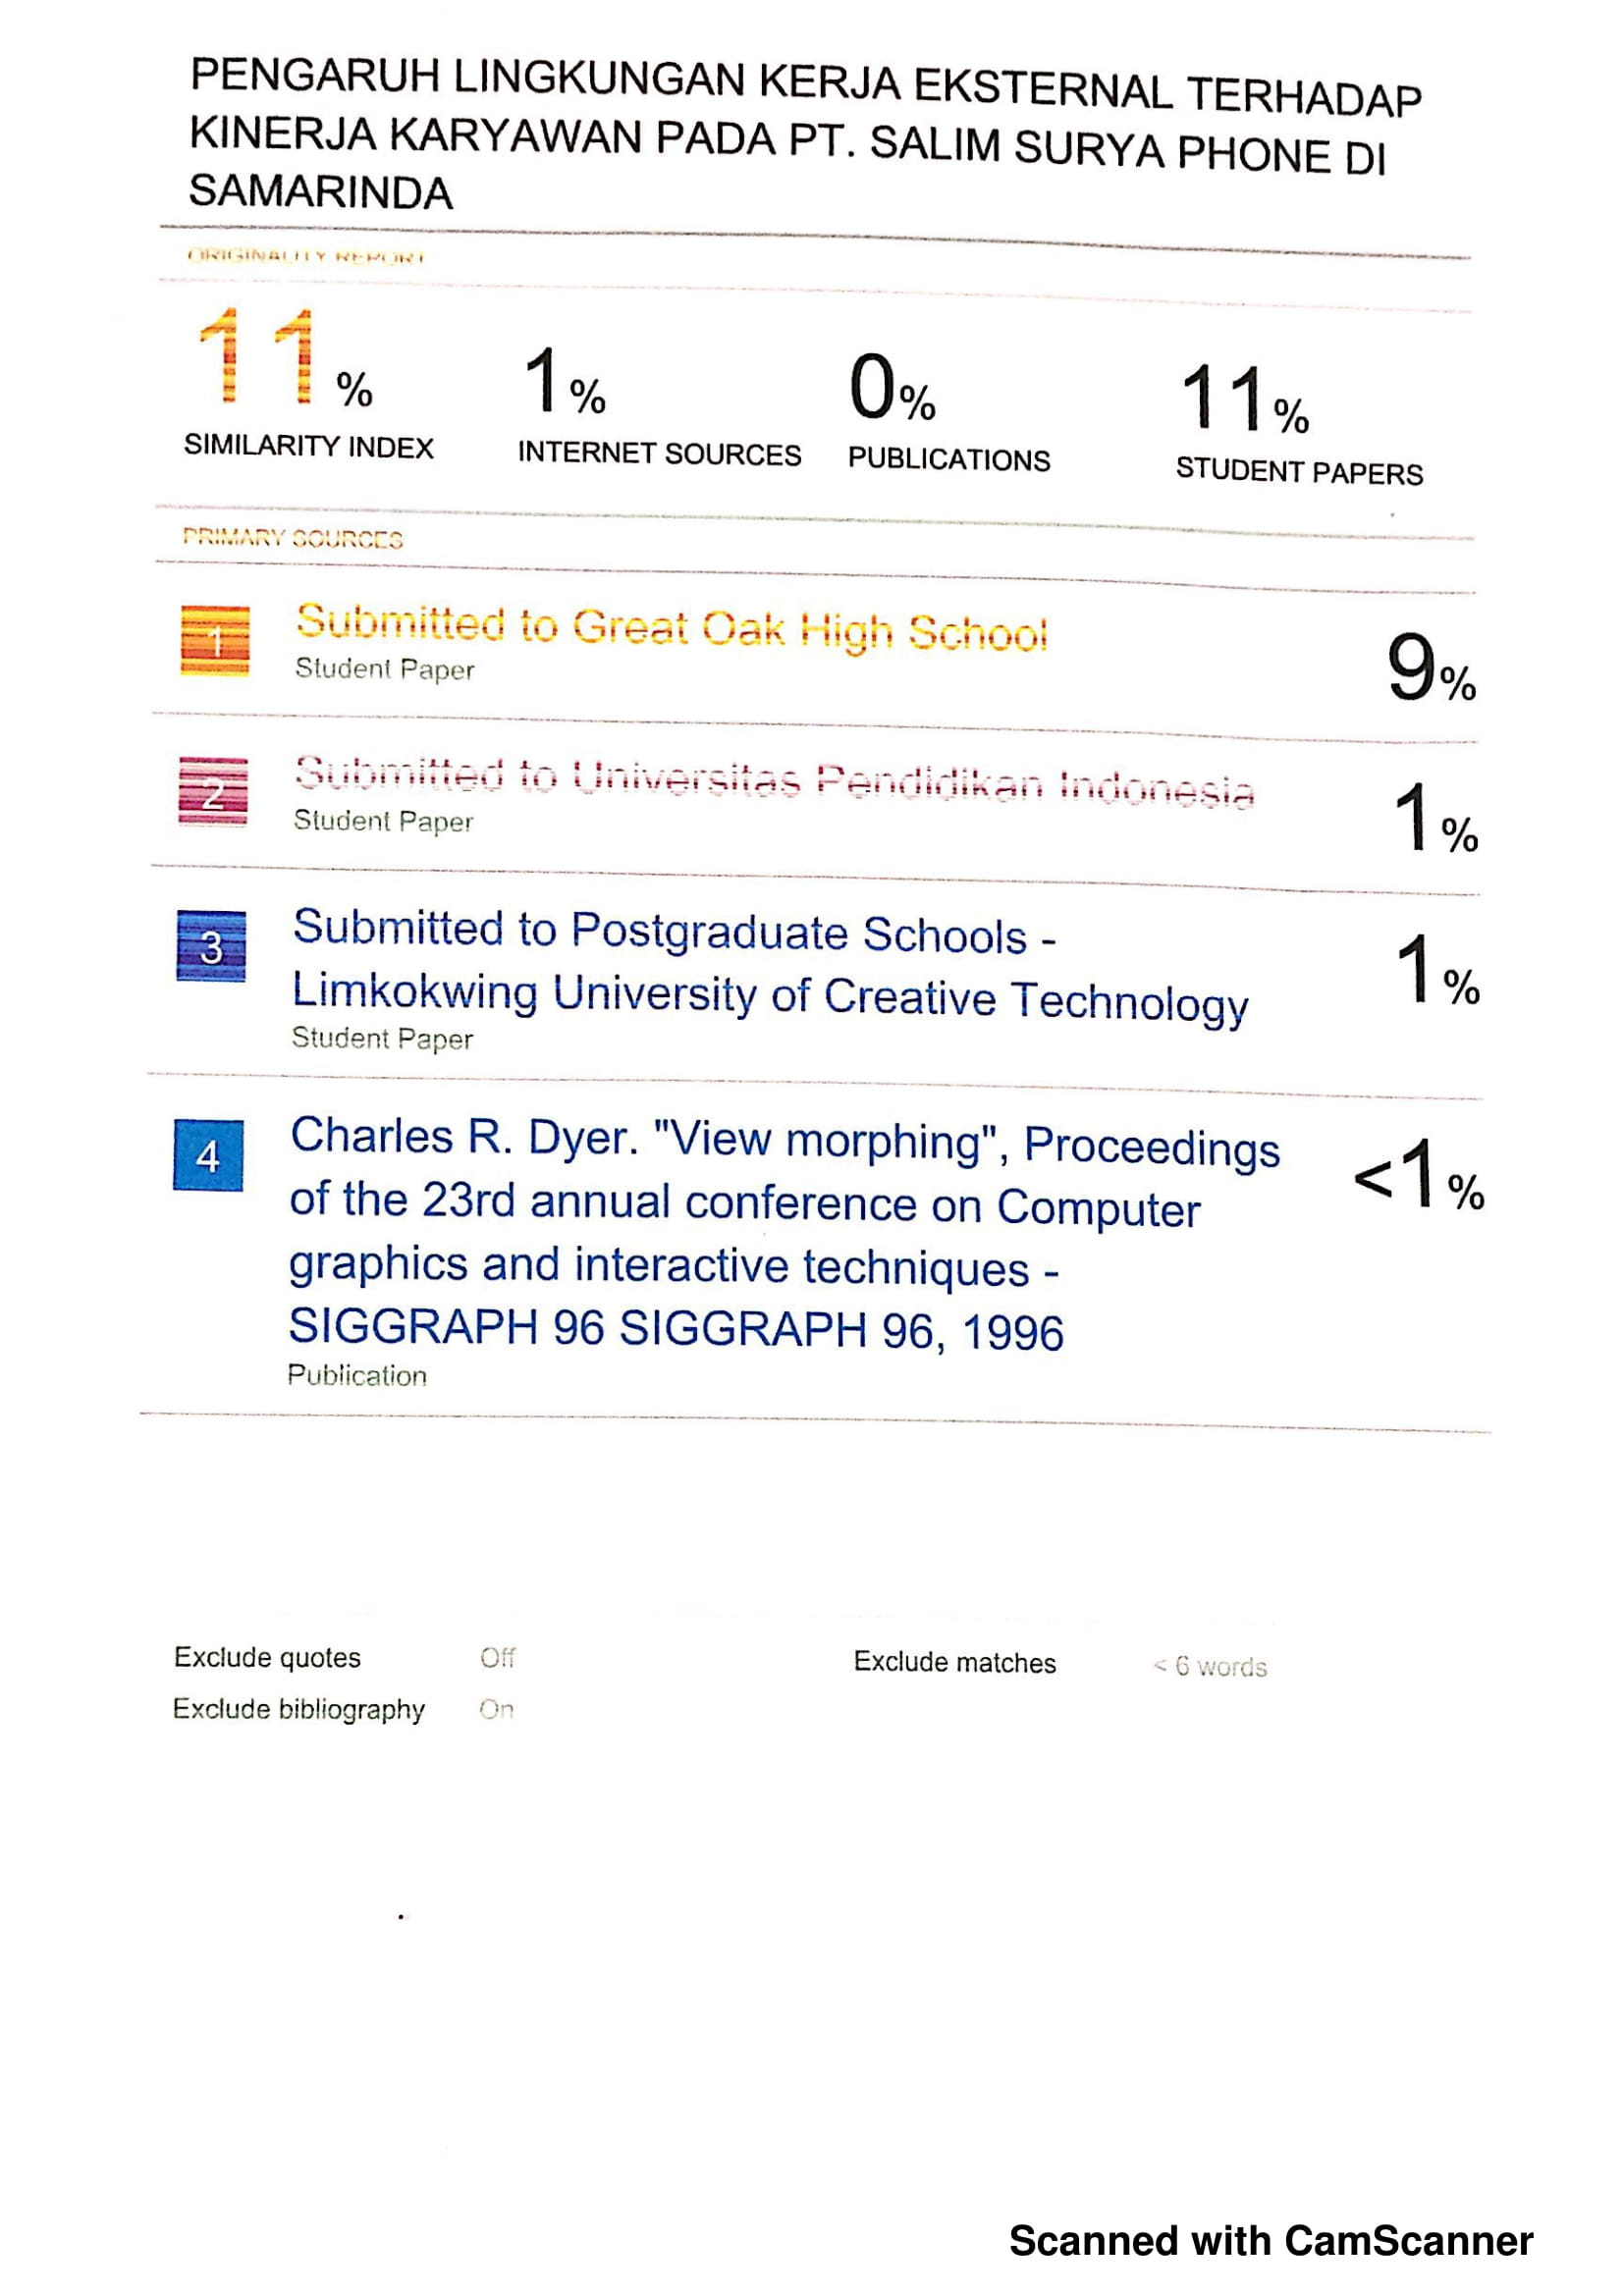 PENGARUH LINGKUNGAN KERJA EKSTERNAL TERHADAP
KINERJA KARYAWAN PADA PT. SALIM SURYA PHONE DI
SAMARINDA
ORIGINALITY REPORT
11%
SIMILARITY INDEX
1%
INTERNET SOURCES
0%
PUBLICATIONS
11%
STUDENT PAPERS
PRIMARY SOURCES
1
Submitted to Great Oak High School
Student Paper
9%
2
Submitted to Universitas Pendidikan Indonesia
Student Paper
1%
3
Submitted to Postgraduate Schools -
Limkokwing University of Creative Technology
Student Paper
1%
4
Charles R. Dyer. "View morphing", Proceedings
of the 23rd annual conference on Computer
graphics and interactive techniques -
SIGGRAPH 96 SIGGRAPH 96, 1996
Publication
<1%
Exclude quotes Off
Exclude bibliography On
Exclude matches < 6 words
Scanned with CamScanner